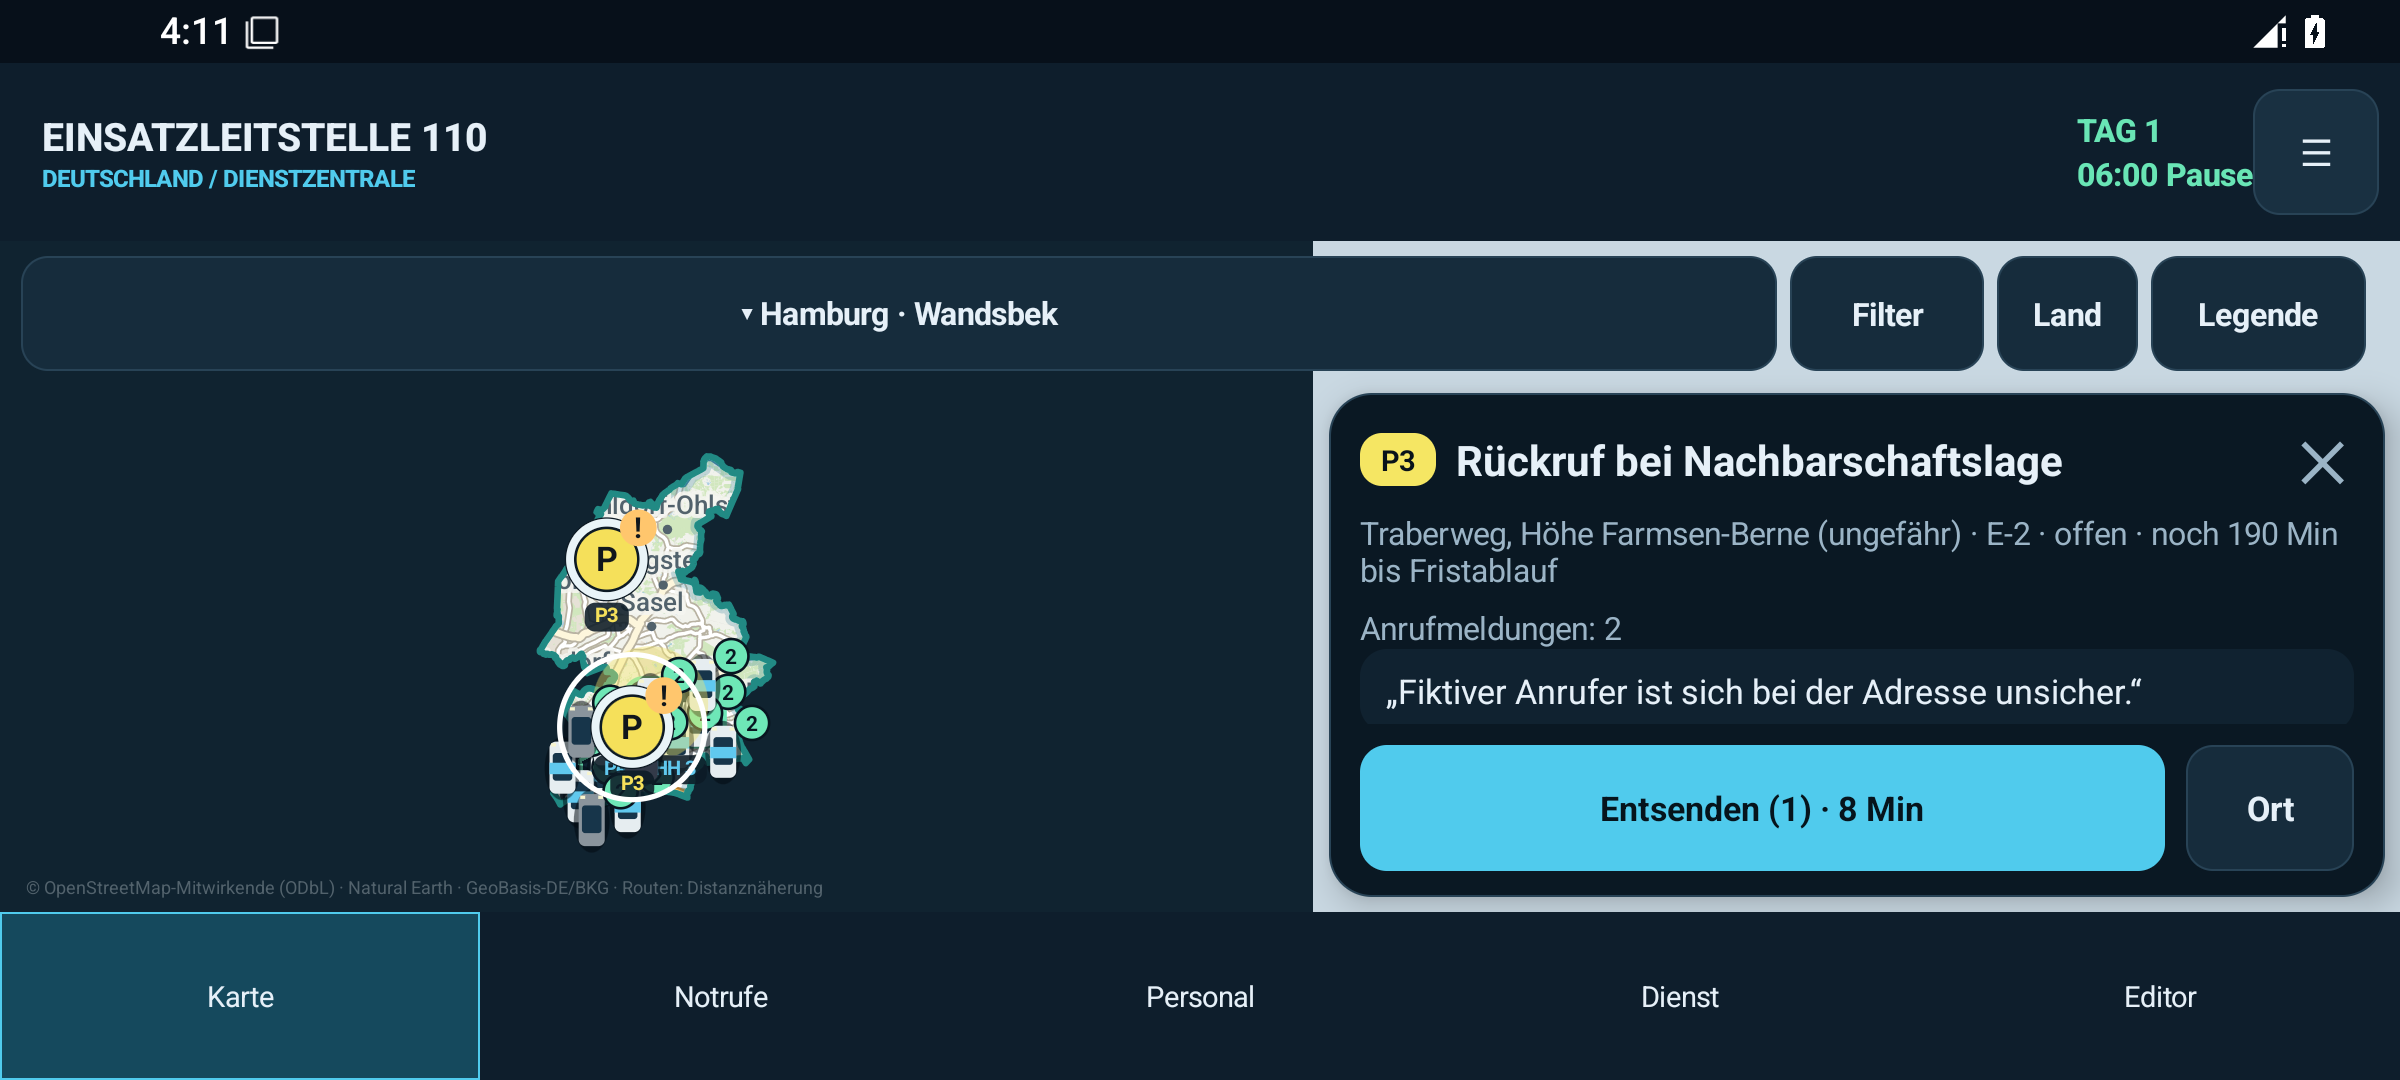 4:11
EINSATZLEITSTELLE 110
DEUTSCHLAND / DIENSTZENTRALE
TAG 1
06:00 Pause
▾ Hamburg · Wandsbek
Filter
Land
Legende
P3 Rückruf bei Nachbarschaftslage
Traberweg, Höhe Farmsen-Berne (ungefähr) · E-2 · offen · noch 190 Min
bis Fristablauf
Anrufmeldungen: 2
„Fiktiver Anrufer ist sich bei der Adresse unsicher.“
Entsenden (1) · 8 Min
Ort
!
P
P3
Sasel
2
2
2
!
P
P3
© OpenStreetMap-Mitwirkende (ODbL) · Natural Earth · GeoBasis-DE/BKG · Routen: Distanznäherung
Karte
Notrufe
Personal
Dienst
Editor